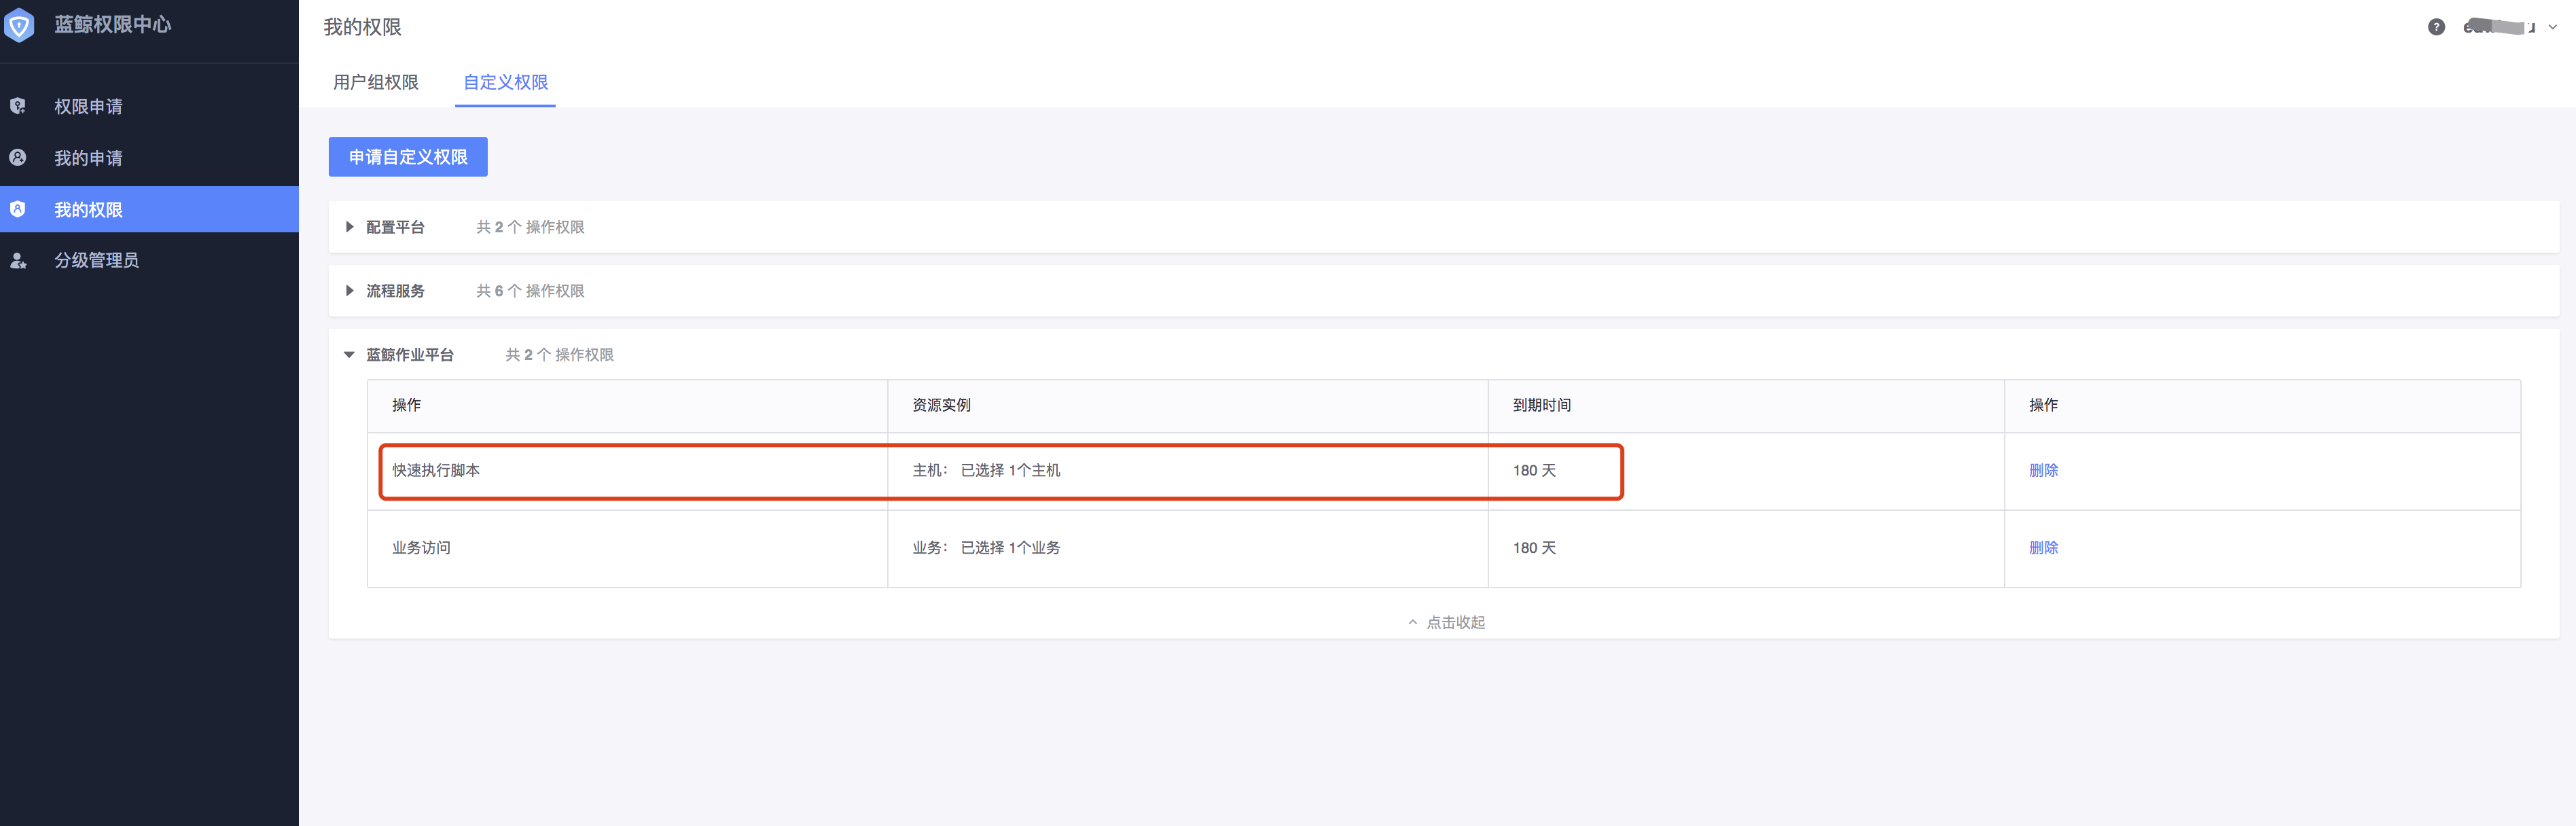 蓝鲸权限中心
权限申请
我的申请
我的权限
分级管理员
我的权限
用户组权限 自定义权限
申请自定义权限
配置平台 共 2 个 操作权限
流程服务 共 6 个 操作权限
蓝鲸作业平台 共 2 个 操作权限
操作 资源实例 到期时间 操作
快速执行脚本 主机： 已选择 1个主机 180 天 删除
业务访问 业务： 已选择 1个业务 180 天 删除
点击收起